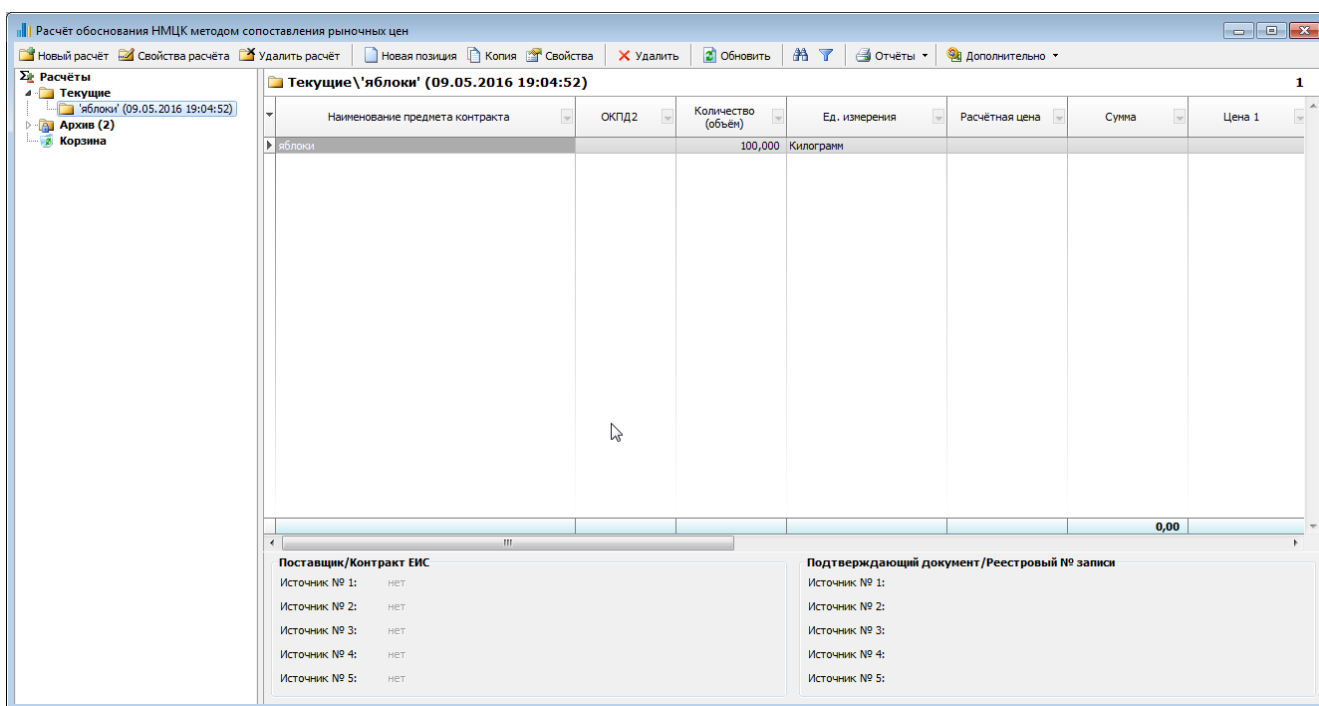 Расчёт обоснования НМЦК методом сопоставления рыночных цен
Новый расчёт Свойства расчёта Удалить расчёт Новая позиция Копия Свойства Удалить Обновить Отчёты Дополнительно
Расчёты
Текущие
'яблоки' (09.05.2016 19:04:52)
Архив (2)
Корзина
Текущие\'яблоки' (09.05.2016 19:04:52) 1
Наименование предмета контракта ОКПД2 Количество (объём) Ед. измерения Расчётная цена Сумма Цена 1
яблоки 100,000 Килограмм
0,00
Поставщик/Контракт ЕИС
Источник № 1: нет
Источник № 2: нет
Источник № 3: нет
Источник № 4: нет
Источник № 5: нет
Подтверждающий документ/Реестровый № записи
Источник № 1:
Источник № 2:
Источник № 3:
Источник № 4:
Источник № 5: